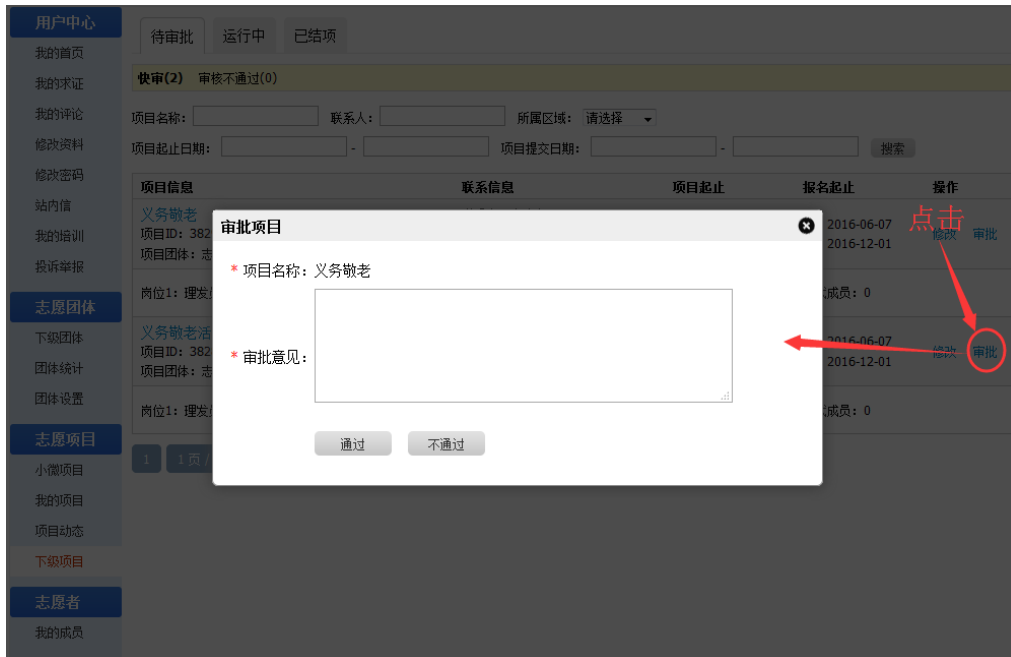 用户中心
我的首页
我的求证
我的评论
修改资料
修改密码
站内信
我的培训
投诉举报
志愿团体
下级团体
团体统计
团体设置
志愿项目
小微项目
我的项目
项目动态
下级项目
志愿者
我的成员
待审批 运行中 已结项
快审(2) 审核不通过(0)
项目名称: 联系人: 所属区域: 请选择
项目起止日期: - 项目提交日期: - 搜索
项目信息 联系信息 项目起止 报名起止 操作
义务敬老 2016-06-07 修改 审批
项目ID: 382 2016-12-01
项目团体: 志
岗位1: 理发 成员: 0
义务敬老活 2016-06-07 修改 审批
项目ID: 382 2016-12-01
项目团体: 志
岗位1: 理发 成员: 0
1 1页/
点击
审批项目
* 项目名称: 义务敬老
* 审批意见:
通过 不通过